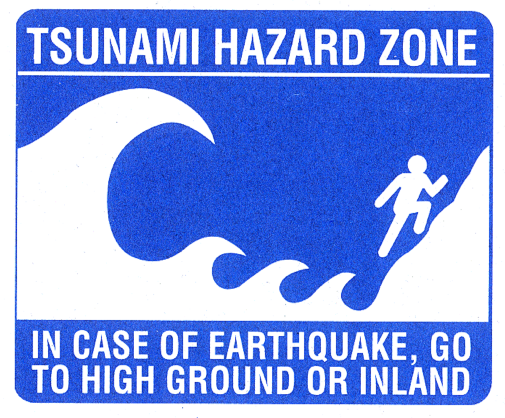 TSUNAMI HAZARD ZONE
IN CASE OF EARTHQUAKE, GO
TO HIGH GROUND OR INLAND